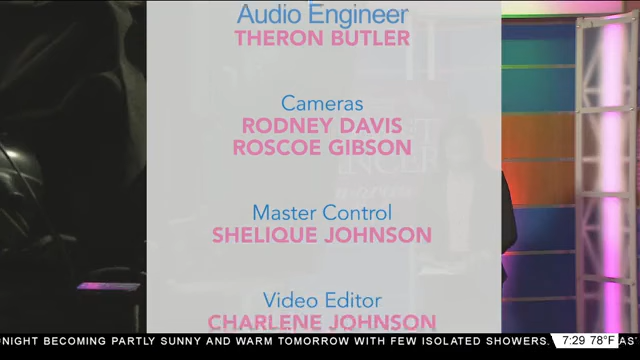 Audio Engineer
THERON BUTLER
Cameras
RODNEY DAVIS
ROSCOE GIBSON
Master Control
SHELIQUE JOHNSON
Video Editor
CHARLENE JOHNSON
NIGHT BECOMING PARTLY SUNNY AND WARM TOMORROW WITH FEW ISOLATED SHOWERS.
7:29 78°F
AS